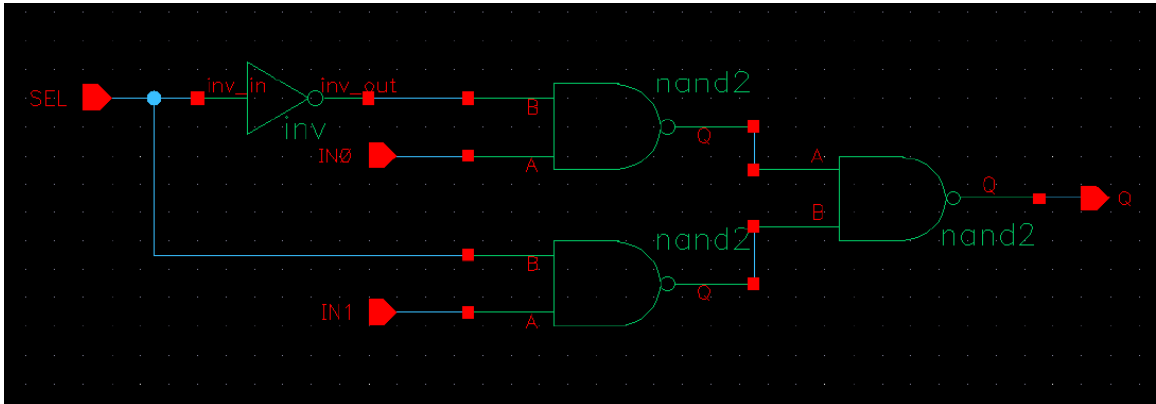 nand2
SEL inv_in inv_out B
inv Q
IN0 A A Q Q
B nand2
nand2
B
Q
IN1 A